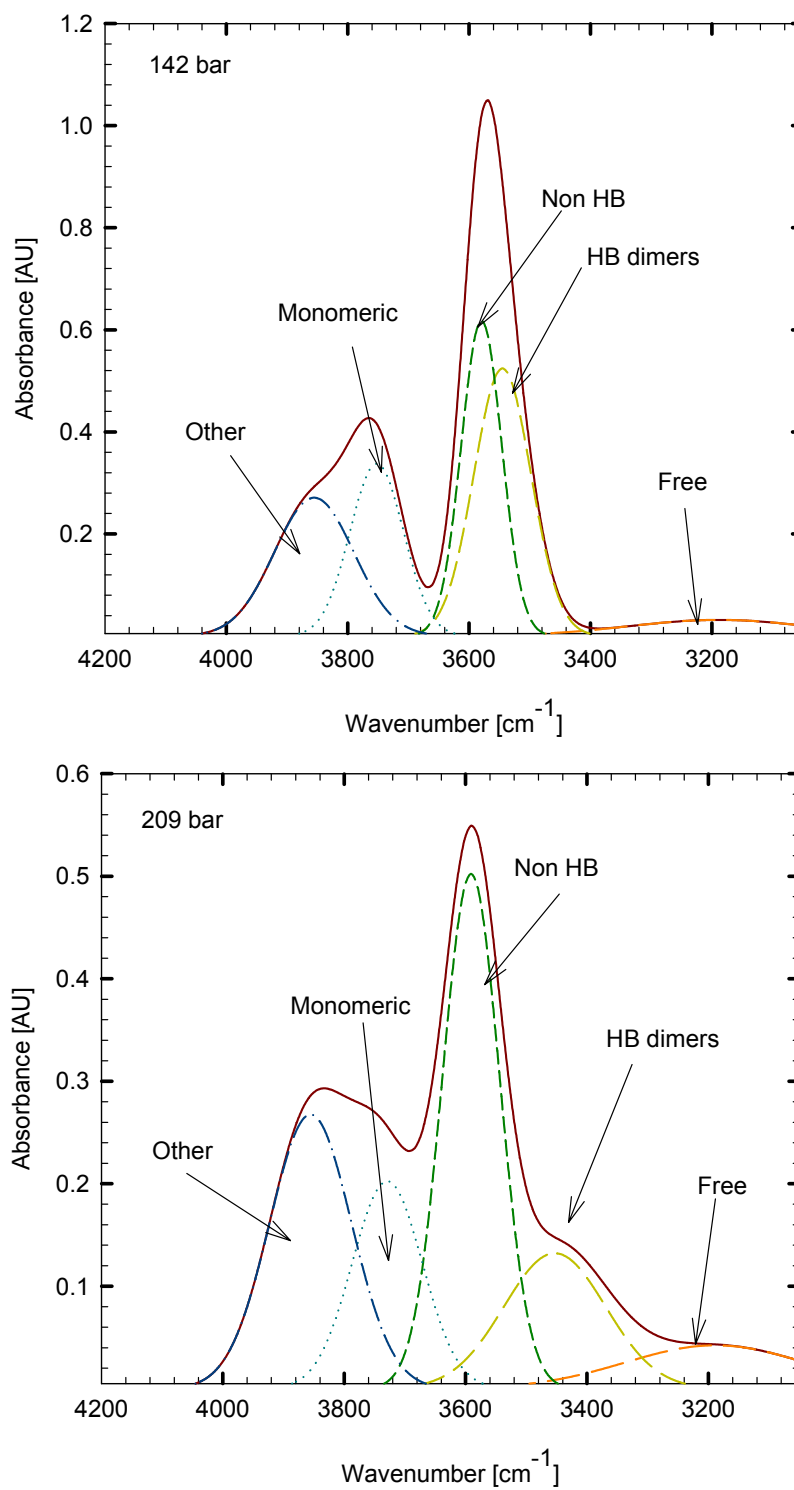 1.2
142 bar
1.0
Non HB
0.8
HB dimers
Monomeric
0.6
Absorbance [AU]
Other
0.4
Free
0.2
4200 4000 3800 3600 3400 3200
Wavenumber [cm-1]
0.6
209 bar
0.5
Non HB
0.4
Monomeric
HB dimers
Absorbance [AU]
0.3
Other
0.2
Free
0.1
4200 4000 3800 3600 3400 3200
Wavenumber [cm-1]